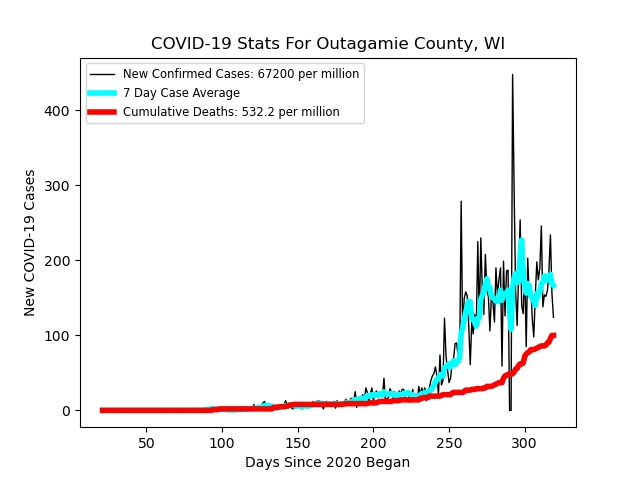 COVID-19 Stats For Outagamie County, WI
New Confirmed Cases: 67200 per million
7 Day Case Average
Cumulative Deaths: 532.2 per million
New COVID-19 Cases
400
300
200
100
0
50 100 150 200 250 300
Days Since 2020 Began